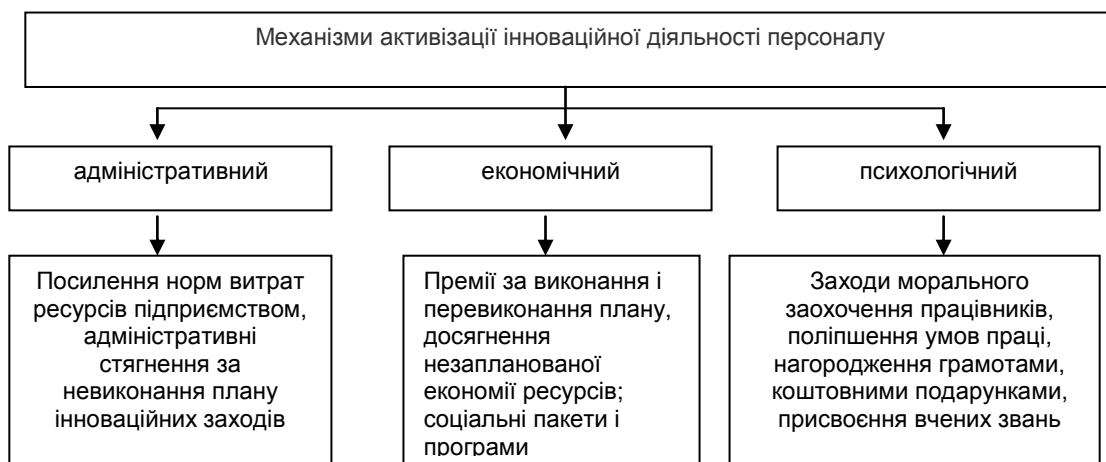 Механізми активізації інноваційної діяльності персоналу
адміністративний
економічний
психологічний
Посилення норм витрат
ресурсів підприємством,
адміністративні
стягнення за
невиконання плану
інноваційних заходів
Премії за виконання і
перевиконання плану,
досягнення
незапланованої
економії ресурсів;
соціальні пакети і
програми
Заходи морального
заохочення працівників,
поліпшення умов праці,
нагородження грамотами,
коштовними подарунками,
присвоєння вчених звань